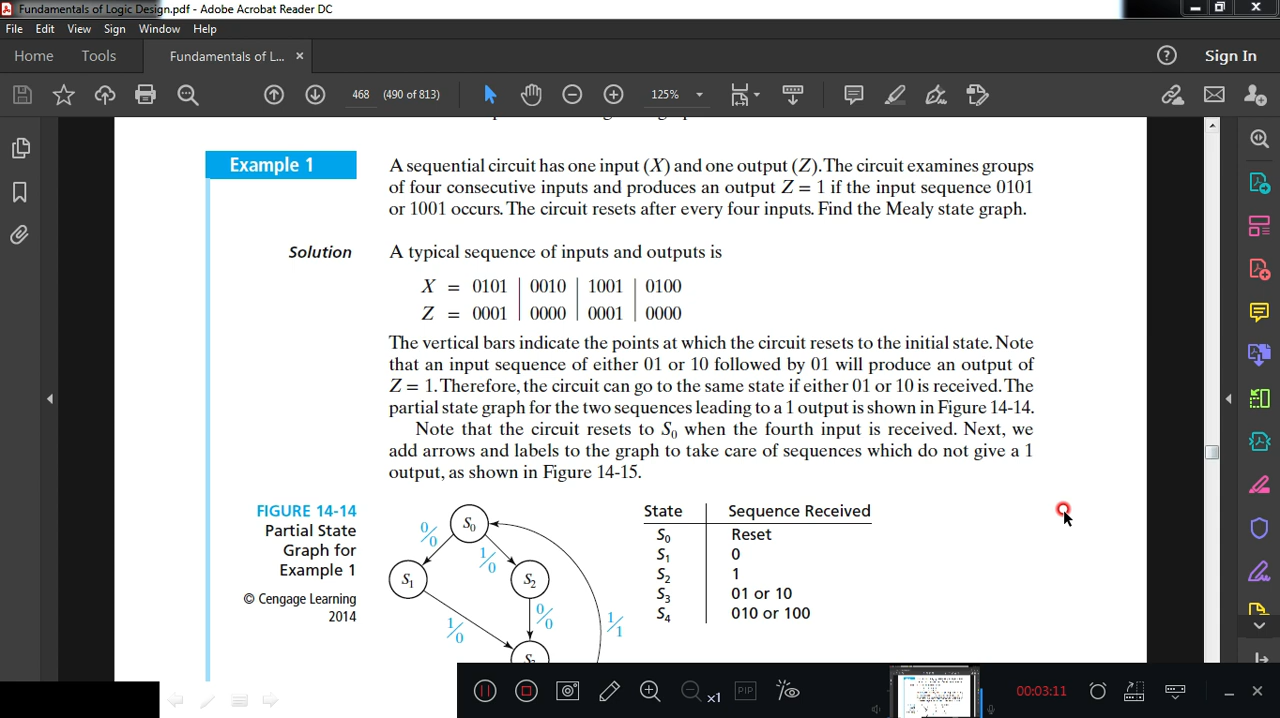 Fundamentals of Logic Design.pdf - Adobe Acrobat Reader DC
File Edit View Sign Window Help
Home Tools Fundamentals of L... × Sign In
468 (490 of 813) 125%
Example 1 A sequential circuit has one input (X) and one output (Z). The circuit examines groups
of four consecutive inputs and produces an output Z = 1 if the input sequence 0101
or 1001 occurs. The circuit resets after every four inputs. Find the Mealy state graph.
Solution A typical sequence of inputs and outputs is
X = 0101 | 0010 | 1001 | 0100
Z = 0001 | 0000 | 0001 | 0000
The vertical bars indicate the points at which the circuit resets to the initial state. Note
that an input sequence of either 01 or 10 followed by 01 will produce an output of
Z = 1. Therefore, the circuit can go to the same state if either 01 or 10 is received. The
partial state graph for the two sequences leading to a 1 output is shown in Figure 14-14.
Note that the circuit resets to S₀ when the fourth input is received. Next, we
add arrows and labels to the graph to take care of sequences which do not give a 1
output, as shown in Figure 14-15.
FIGURE 14-14
Partial State
Graph for
Example 1
© Cengage Learning
2014
S₀
0/0
1/0
S₁
S₂
1/0
0/0
1/1
S₃
State Sequence Received
S₀ Reset
S₁ 0
S₂ 1
S₃ 01 or 10
S₄ 010 or 100
x1 PIP 00:03:11